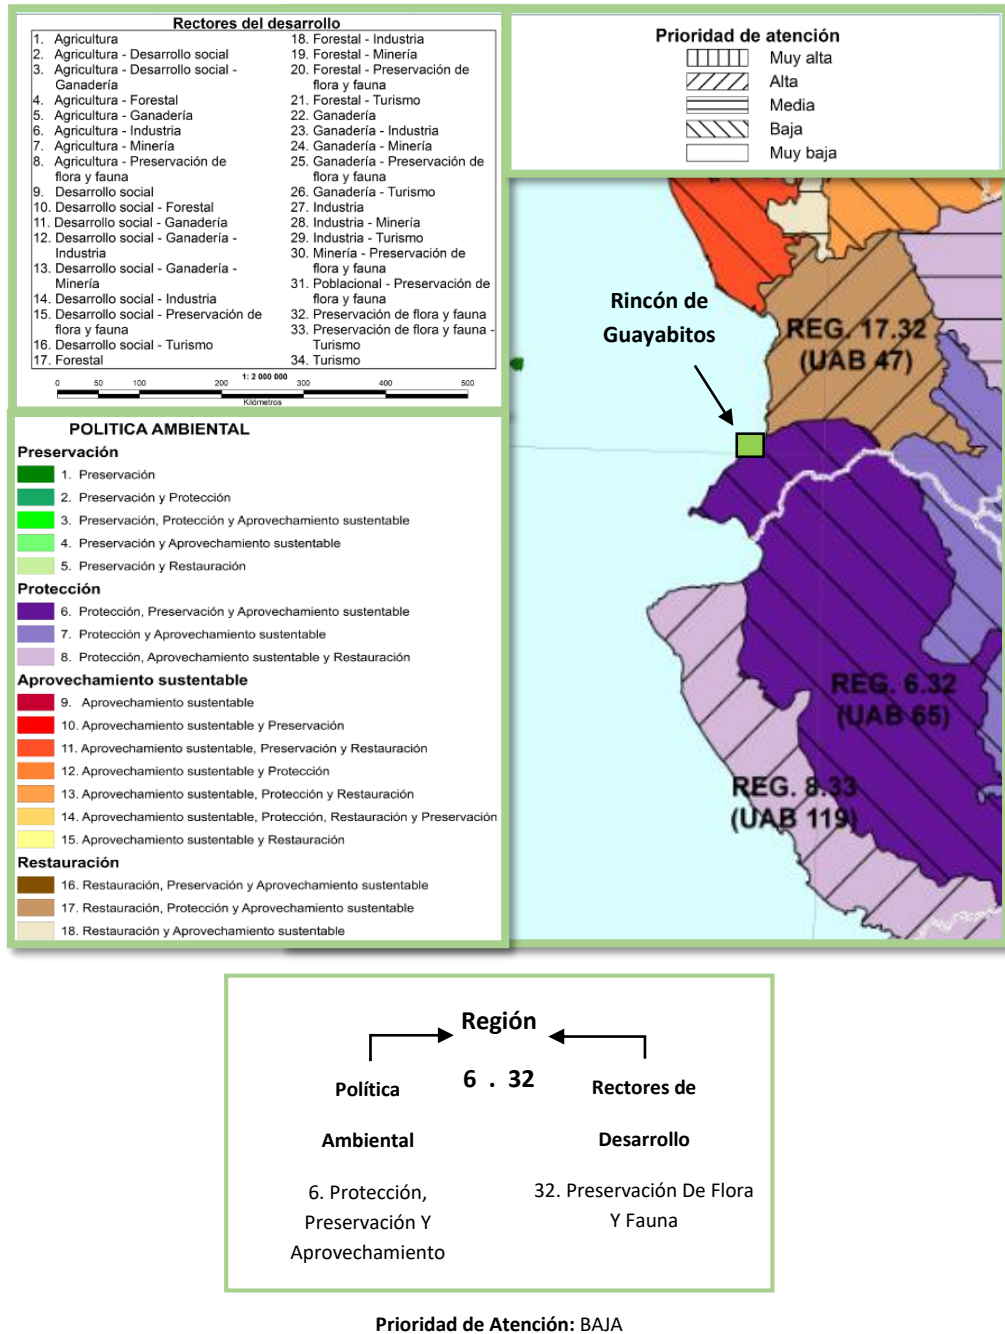 Rectores del desarrollo
1. Agricultura
2. Agricultura - Desarrollo social
3. Agricultura - Desarrollo social -
Ganadería
4. Agricultura - Forestal
5. Agricultura - Ganadería
6. Agricultura - Industria
7. Agricultura - Minería
8. Agricultura - Preservación de
flora y fauna
9. Desarrollo social
10. Desarrollo social - Forestal
11. Desarrollo social - Ganadería
12. Desarrollo social - Ganadería -
Industria
13. Desarrollo social - Ganadería -
Minería
14. Desarrollo social - Industria
15. Desarrollo social - Preservación de
flora y fauna
16. Desarrollo social - Turismo
17. Forestal
18. Forestal - Industria
19. Forestal - Minería
20. Forestal - Preservación de
flora y fauna
21. Forestal - Turismo
22. Ganadería
23. Ganadería - Industria
24. Ganadería - Minería
25. Ganadería - Preservación de
flora y fauna
26. Ganadería - Turismo
27. Industria
28. Industria - Minería
29. Industria - Turismo
30. Minería - Preservación de
flora y fauna
31. Poblacional - Preservación de
flora y fauna
32. Preservación de flora y fauna
33. Preservación de flora y fauna -
Turismo
34. Turismo
1: 2 000 000
0 50 100 200 300 400 500
Kilómetros
Prioridad de atención
Muy alta
Alta
Media
Baja
Muy baja
POLITICA AMBIENTAL
Preservación
1. Preservación
2. Preservación y Protección
3. Preservación, Protección y Aprovechamiento sustentable
4. Preservación y Aprovechamiento sustentable
5. Preservación y Restauración
Protección
6. Protección, Preservación y Aprovechamiento sustentable
7. Protección y Aprovechamiento sustentable
8. Protección, Aprovechamiento sustentable y Restauración
Aprovechamiento sustentable
9. Aprovechamiento sustentable
10. Aprovechamiento sustentable y Preservación
11. Aprovechamiento sustentable, Preservación y Restauración
12. Aprovechamiento sustentable y Protección
13. Aprovechamiento sustentable, Protección y Restauración
14. Aprovechamiento sustentable, Protección, Restauración y Preservación
15. Aprovechamiento sustentable y Restauración
Restauración
16. Restauración, Preservación y Aprovechamiento sustentable
17. Restauración, Protección y Aprovechamiento sustentable
18. Restauración y Aprovechamiento sustentable
Rincón de
Guayabitos
REG. 17.32
(UAB 47)
REG. 6.32
(UAB 65)
REG. 8.33
(UAB 119)
Región
6 . 32
Política
Ambiental
6. Protección,
Preservación Y
Aprovechamiento
Rectores de
Desarrollo
32. Preservación De Flora
Y Fauna
Prioridad de Atención: BAJA